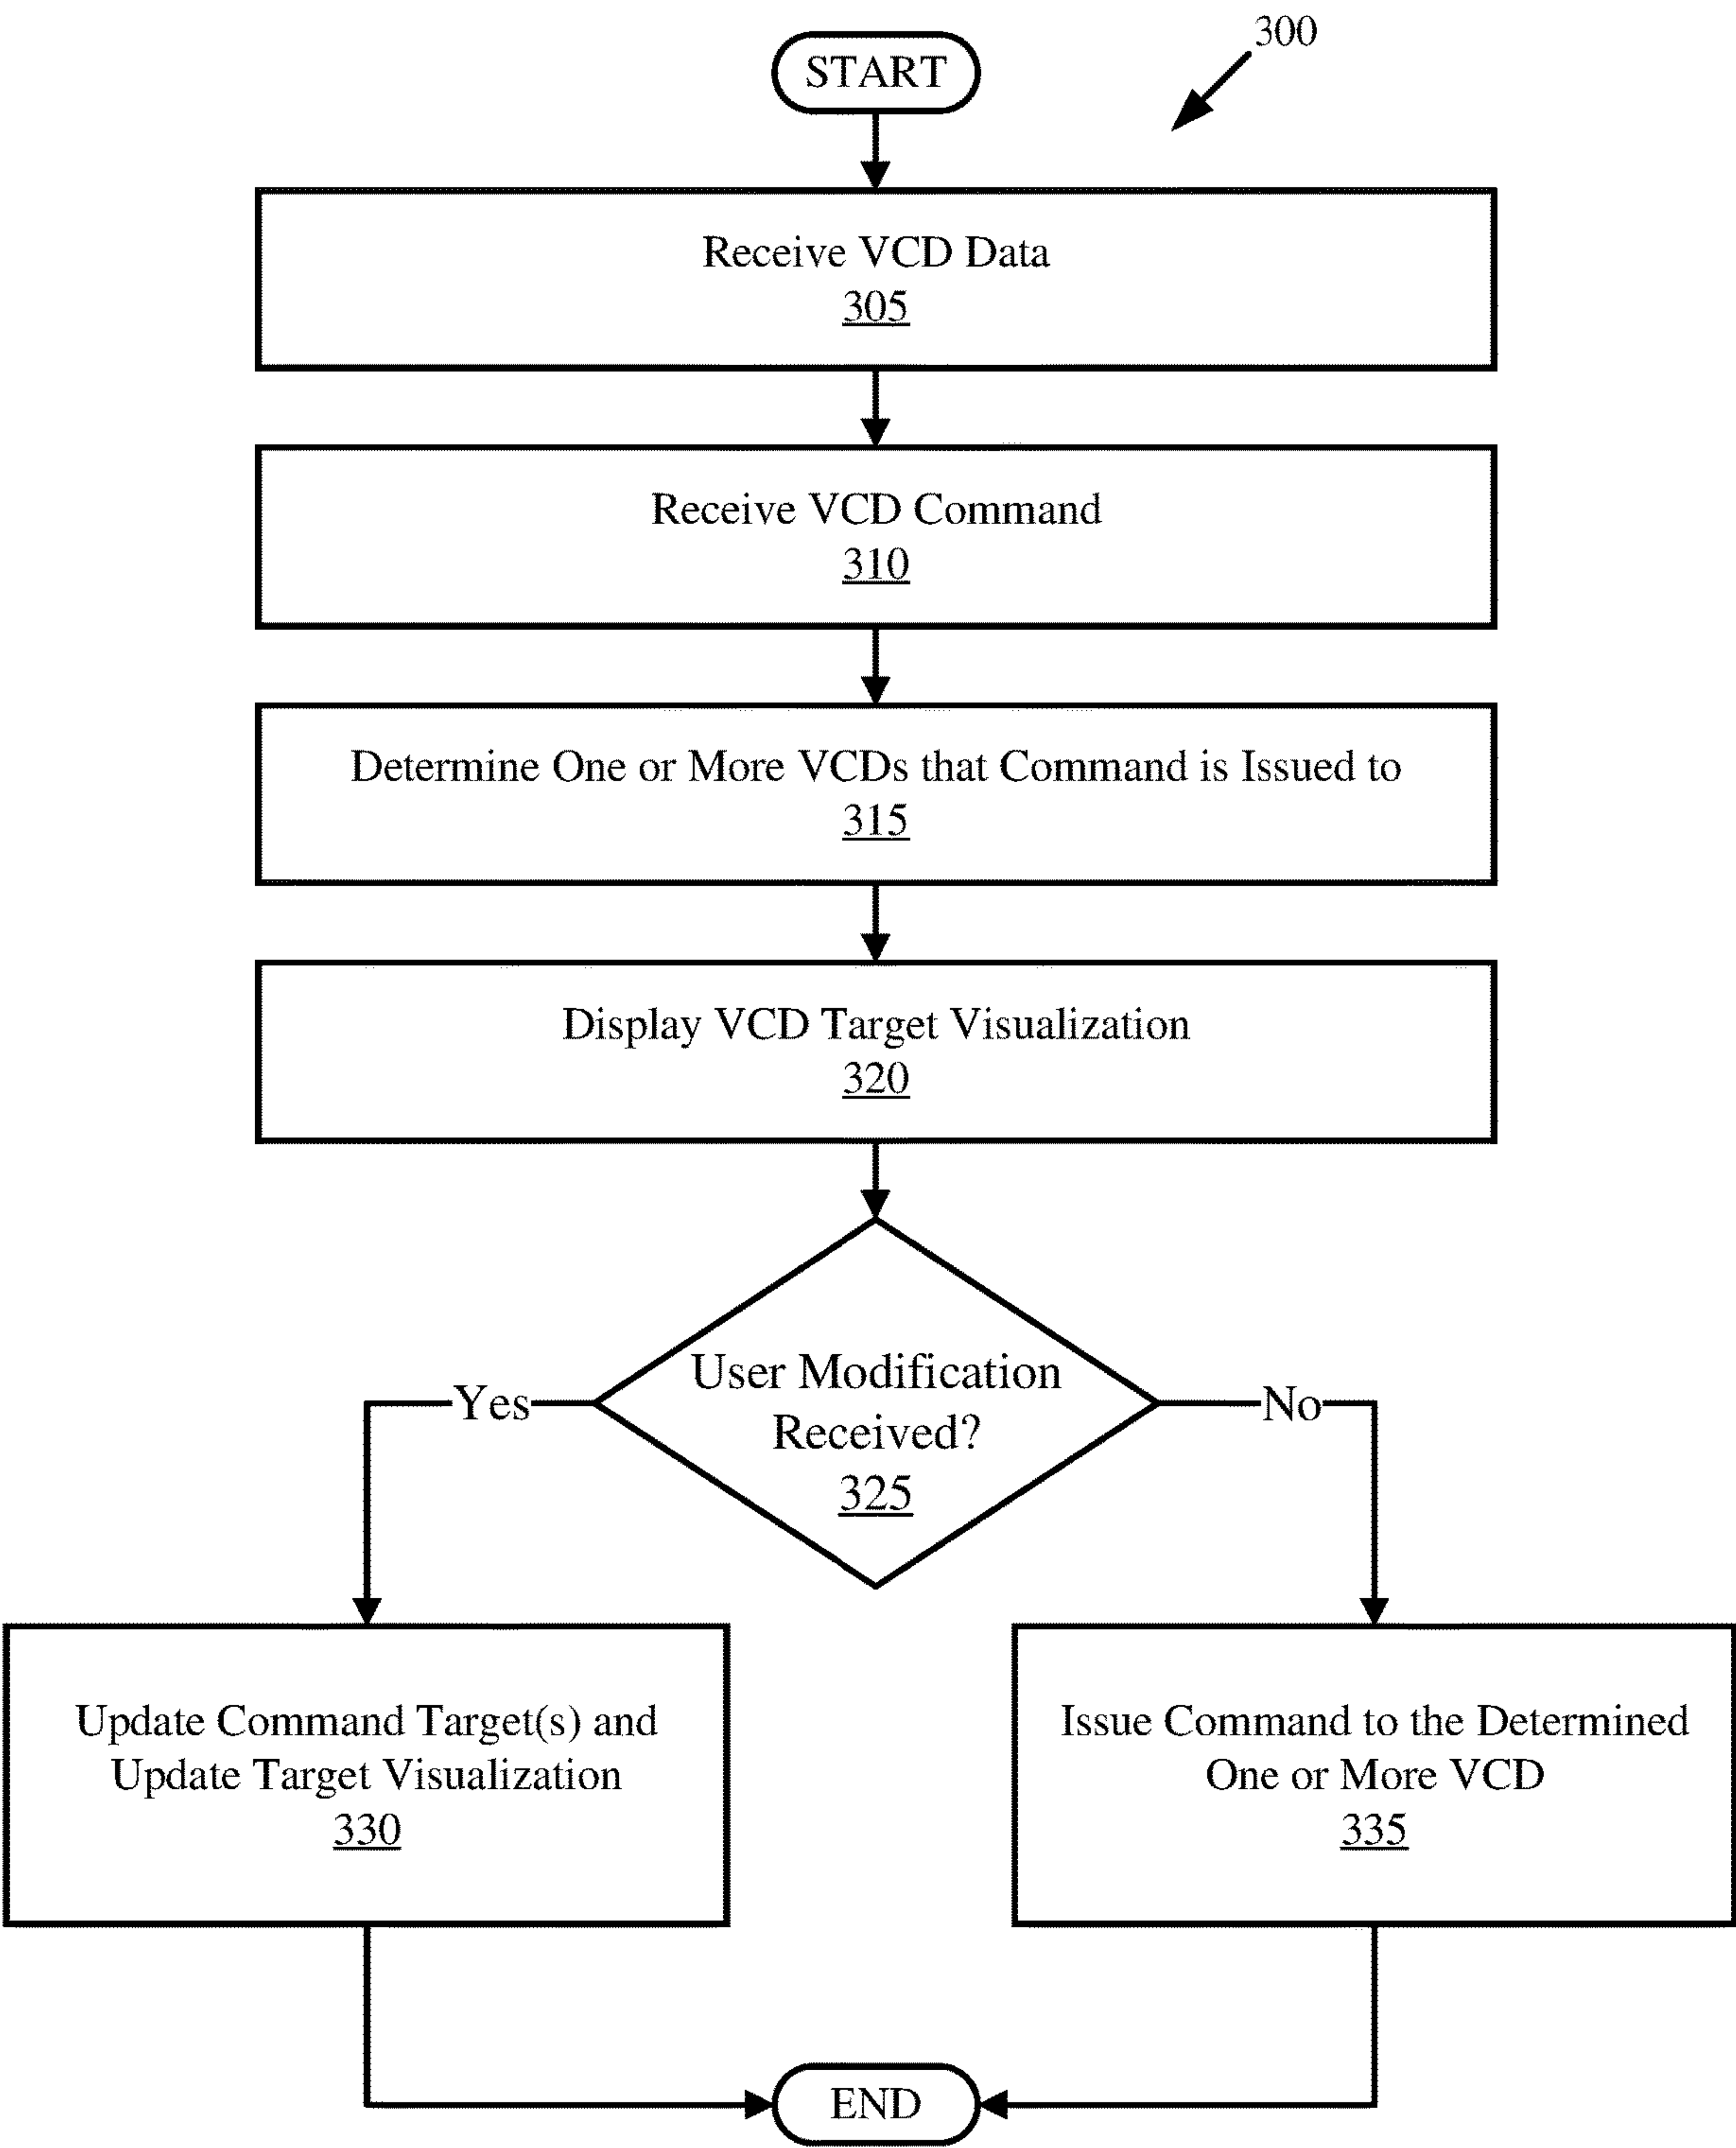 300
START
Receive VCD Data
305
Receive VCD Command
310
Determine One or More VCDs that Command is Issued to
315
Display VCD Target Visualization
320
User Modification
Received?
325
Yes
No
Update Command Target(s) and
Update Target Visualization
330
Issue Command to the Determined
One or More VCD
335
END